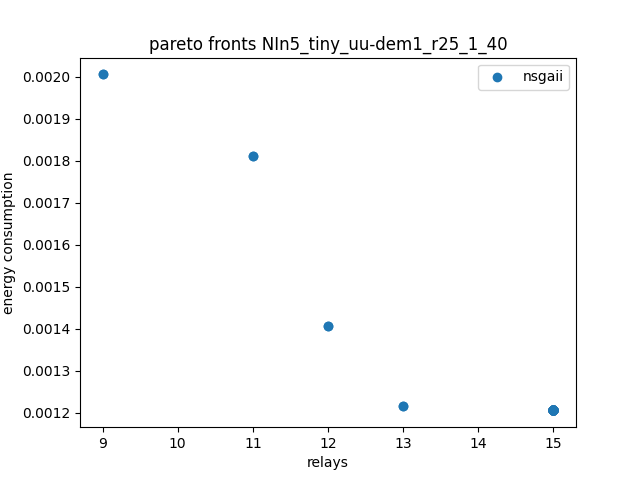 pareto fronts NIn5_tiny_uu-dem1_r25_1_40
nsgaii
energy consumption
0.0020
0.0019
0.0018
0.0017
0.0016
0.0015
0.0014
0.0013
0.0012
9 10 11 12 13 14 15
relays